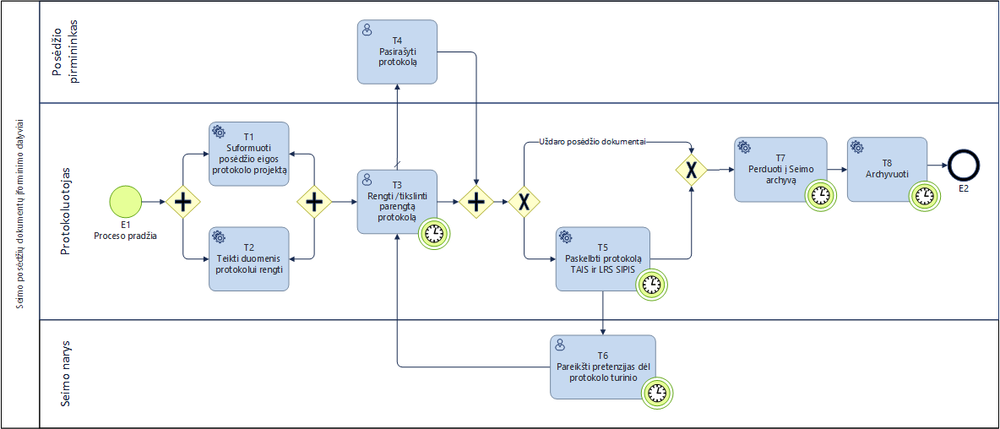 Seimo posėdžių dokumentų įforminimo dalyviai
Posėdžio
pirmininkas
T4
Pasirašyti
protokolą
Protokoluotojas
E1
Proceso pradžia
T1
Suformuoti
posėdžio eigos
protokolo projektą
T2
Teikti duomenis
protokolui rengti
T3
Rengti /tikslinti
parengtą
protokolą
Uždaro posėdžio dokumentai
T5
Paskelbti protokolą
TAIS ir LRS SIPIS
T7
Perduoti į Seimo
archyvą
T8
Archyvuoti
E2
Seimo narys
T6
Pareikšti pretenzijas dėl
protokolo turinio